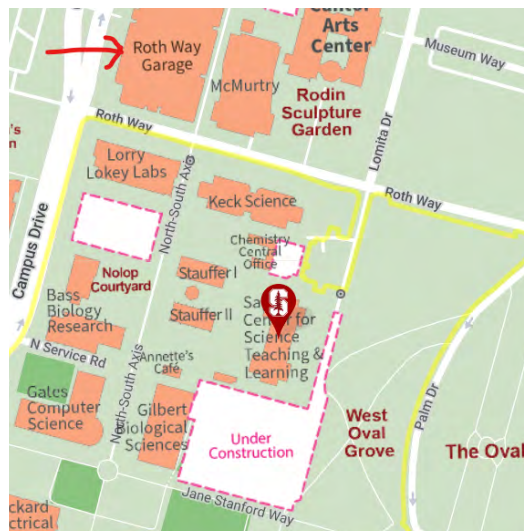 Cantor
Arts
Center
Roth Way
Garage
McMurtry
Museum Way
Rodin
Sculpture
Garden
Lomita Dr
Roth Way
Lorry
Lokey Labs
Roth Way
North-South Axis
Keck Science
Campus Drive
Chemistry
Central
Office
Nolop
Courtyard
Stauffer I
Bass
Biology
Research
Stauffer II
Center for
Science
Teaching &
Learning
N Service Rd
Annette's
Café
North-South Axis
Gates
Computer
Science
Gilbert
Biological
Sciences
Under
Construction
West
Oval
Grove
Palm Dr
The Oval
Jane Stanford Way